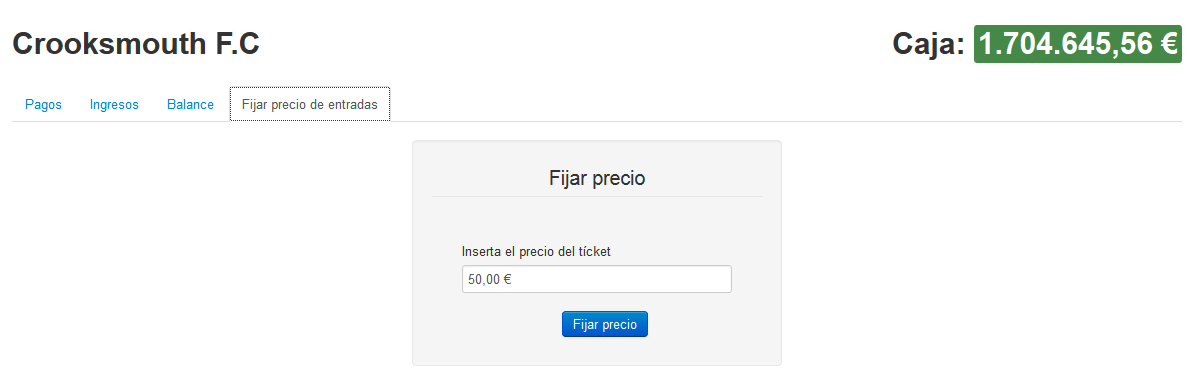 Crooksmouth F.C
Caja: 1.704.645,56 €
Pagos Ingresos Balance Fijar precio de entradas
Fijar precio
Inserta el precio del tícket
50,00 €
Fijar precio